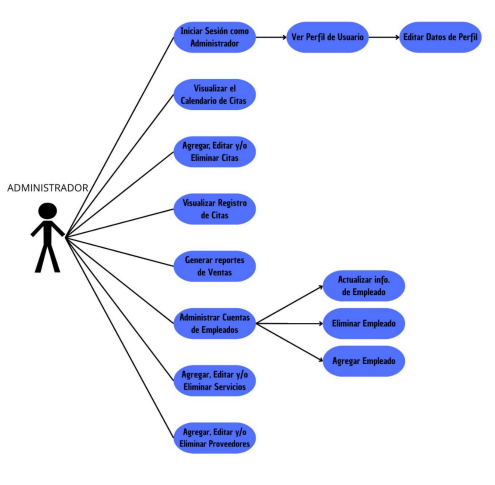 Iniciar Sesión como
Administrador
Ver Perfil de Usuario
Editar Datos de Perfil
Visualizar el
Calendario de Citas
Agregar, Editar y/o
Eliminar Citas
ADMINISTRADOR
Visualizar Registro
de Citas
Generar reportes
de Ventas
Actualizar info.
de Empleado
Administrar Cuentas
de Empleados
Eliminar Empleado
Agregar Empleado
Agregar, Editar y/o
Eliminar Servicios
Agregar, Editar y/o
Eliminar Proveedores